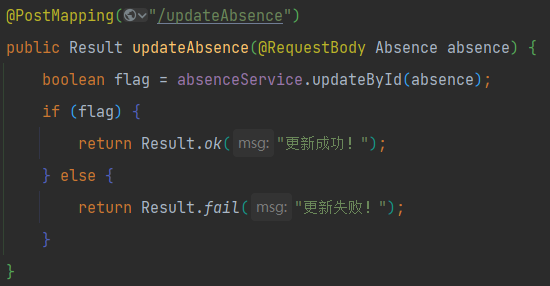 @PostMapping("/updateAbsence")
public Result updateAbsence(@RequestBody Absence absence) {
    boolean flag = absenceService.updateById(absence);
    if (flag) {
        return Result.ok( msg: "更新成功！");
    } else {
        return Result.fail( msg: "更新失败！");
    }
}